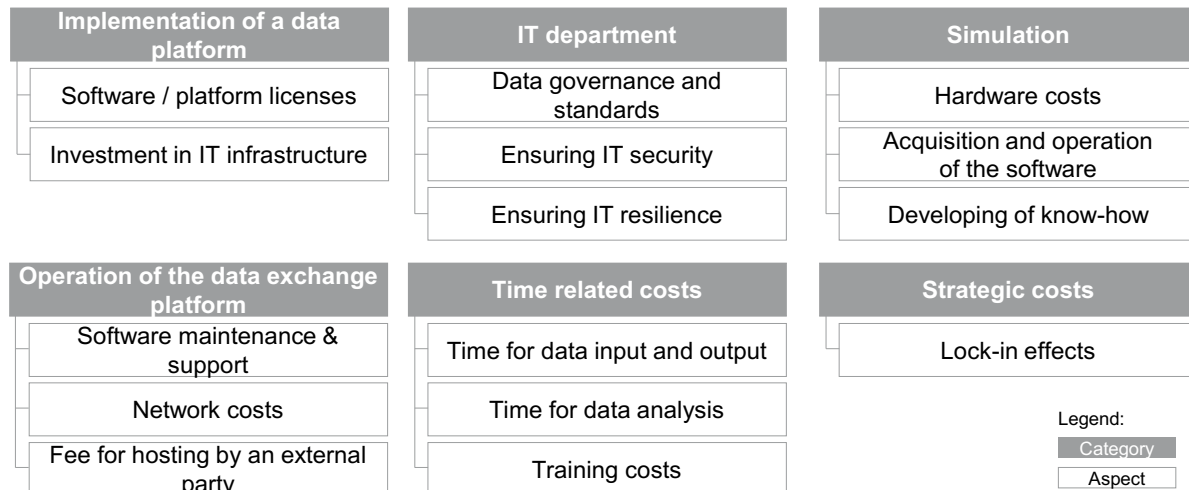 Implementation of a data
platform
Software / platform licenses
Investment in IT infrastructure
IT department
Data governance and
standards
Ensuring IT security
Ensuring IT resilience
Simulation
Hardware costs
Acquisition and operation
of the software
Developing of know-how
Operation of the data exchange
platform
Software maintenance &
support
Network costs
Fee for hosting by an external
party
Time related costs
Time for data input and output
Time for data analysis
Training costs
Strategic costs
Lock-in effects
Legend:
Category
Aspect